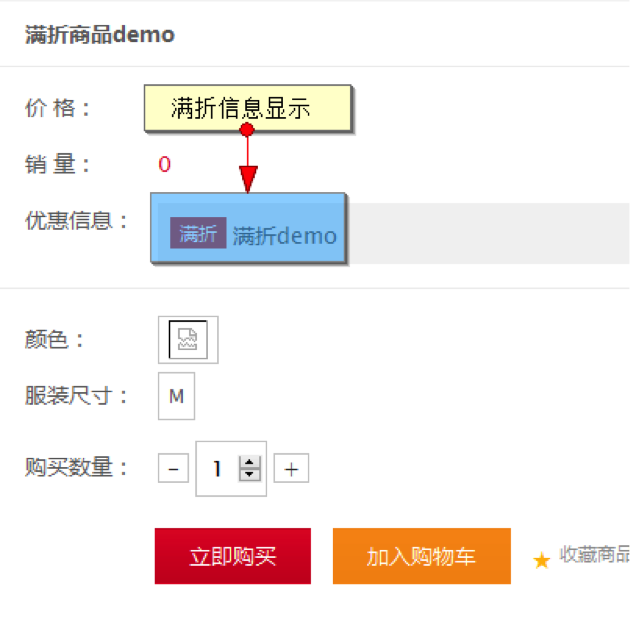 满折商品demo
价 格：
满折信息显示
销 量：
0
优惠信息：
满折 满折demo
颜色：
服装尺寸：
M
购买数量：
- 1 +
立即购买 加入购物车 ★ 收藏商品